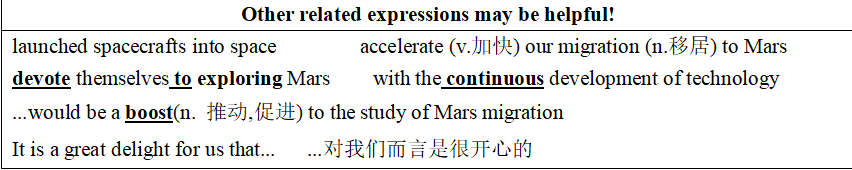 Other related expressions may be helpful!
launched spacecrafts into space accelerate (v.加快) our migration (n.移居) to Mars
devote themselves to exploring Mars with the continuous development of technology
...would be a boost(n. 推动,促进) to the study of Mars migration
It is a great delight for us that... ...对我们而言是很开心的